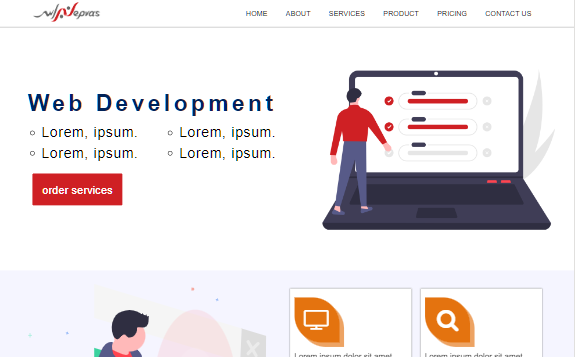 HOME ABOUT SERVICES PRODUCT PRICING CONTACT US
Web Development
Lorem, ipsum. Lorem, ipsum.
Lorem, ipsum. Lorem, ipsum.
order services
Lorem ipsum dolor sit amet Lorem ipsum dolor sit amet